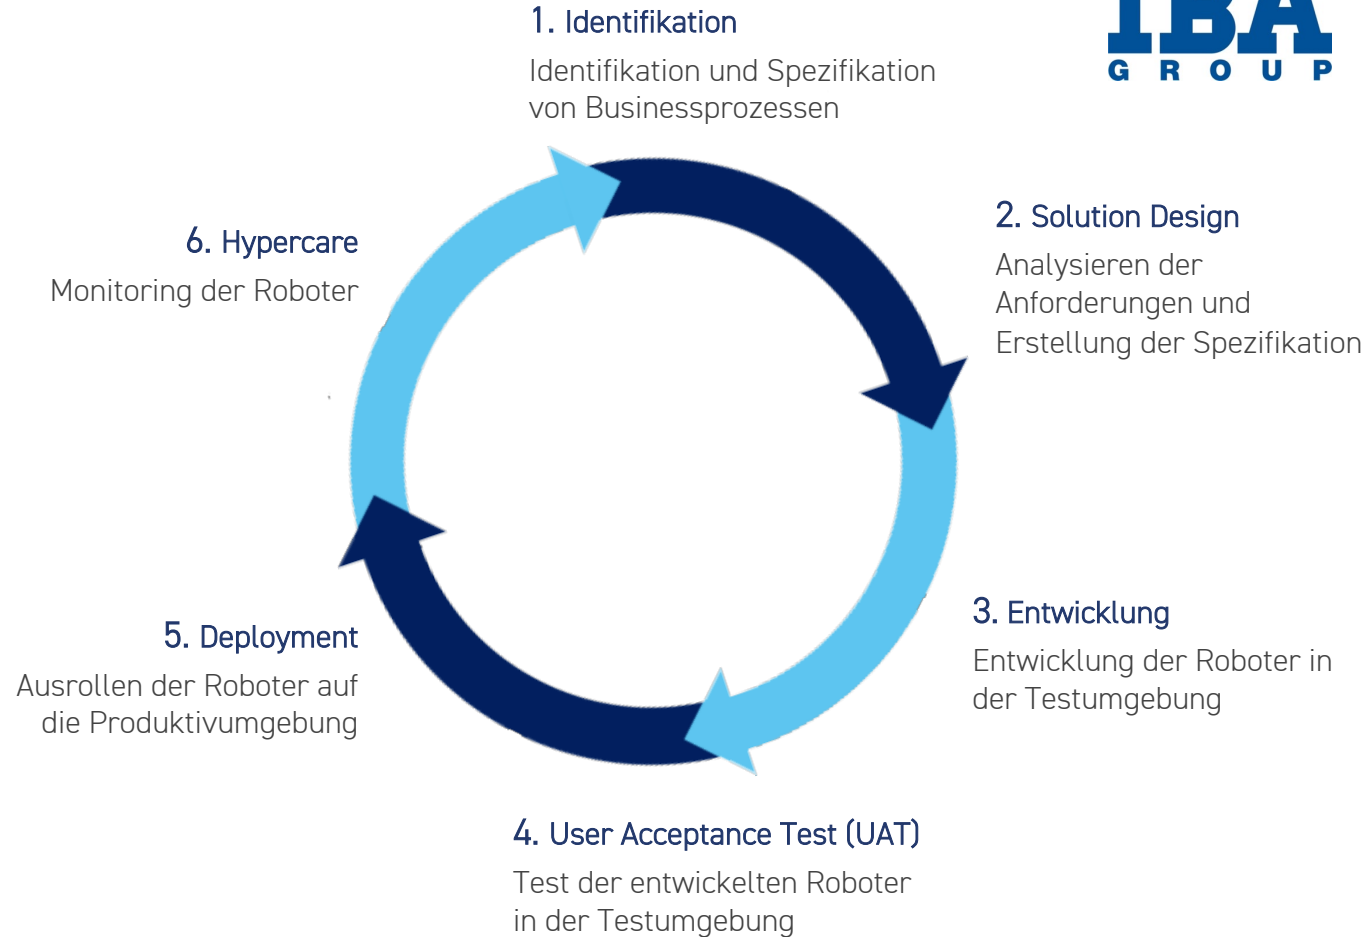 1. Identifikation
Identifikation und Spezifikation
von Businessprozessen
IBA
GROUP
2. Solution Design
Analysieren der
Anforderungen und
Erstellung der Spezifikation
3. Entwicklung
Entwicklung der Roboter in
der Testumgebung
4. User Acceptance Test (UAT)
Test der entwickelten Roboter
in der Testumgebung
5. Deployment
Ausrollen der Roboter auf
die Produktivumgebung
6. Hypercare
Monitoring der Roboter